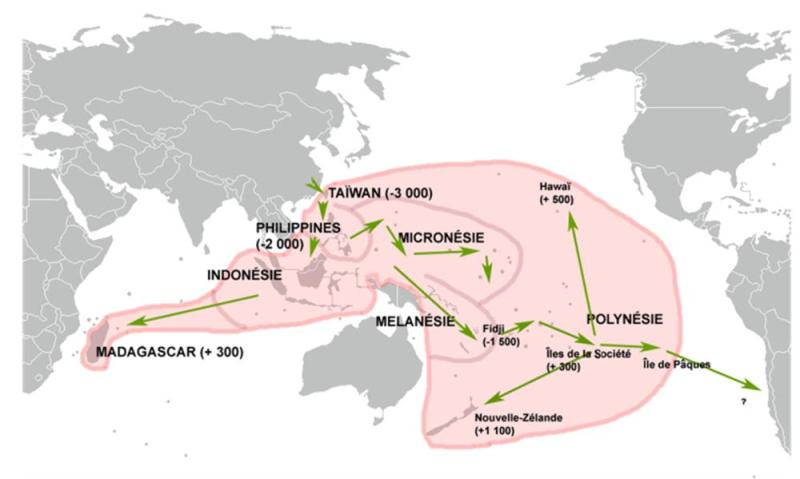 Hawaï
(+ 500)
TAÏWAN (-3 000)
PHILIPPINES
(-2 000)
MICRONÉSIE
INDONÉSIE
MELANÉSIE
POLYNÉSIE
Fidji
(-1 500)
MADAGASCAR (+ 300)
Îles de la Société
(+ 300)
Île de Pâques
?
Nouvelle-Zélande
(+1 100)